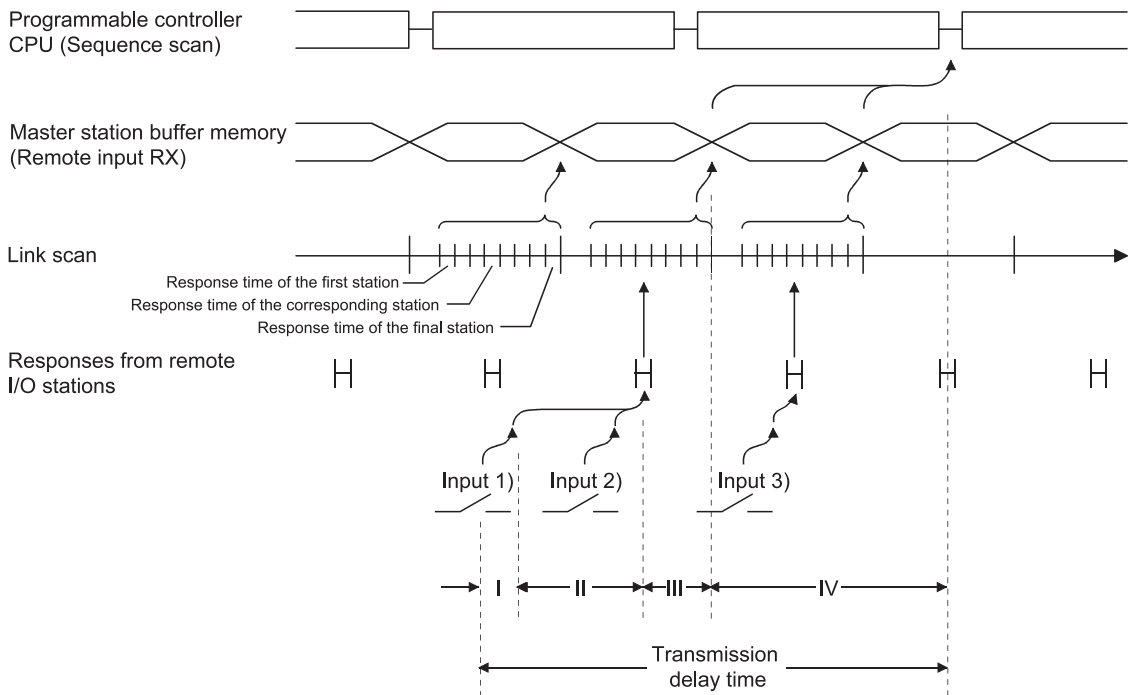 Programmable controller
CPU (Sequence scan)
Master station buffer memory
(Remote input RX)
Link scan
Response time of the first station
Response time of the corresponding station
Response time of the final station
Responses from remote
I/O stations
Input 1)
Input 2)
Input 3)
I
II
III
IV
Transmission
delay time